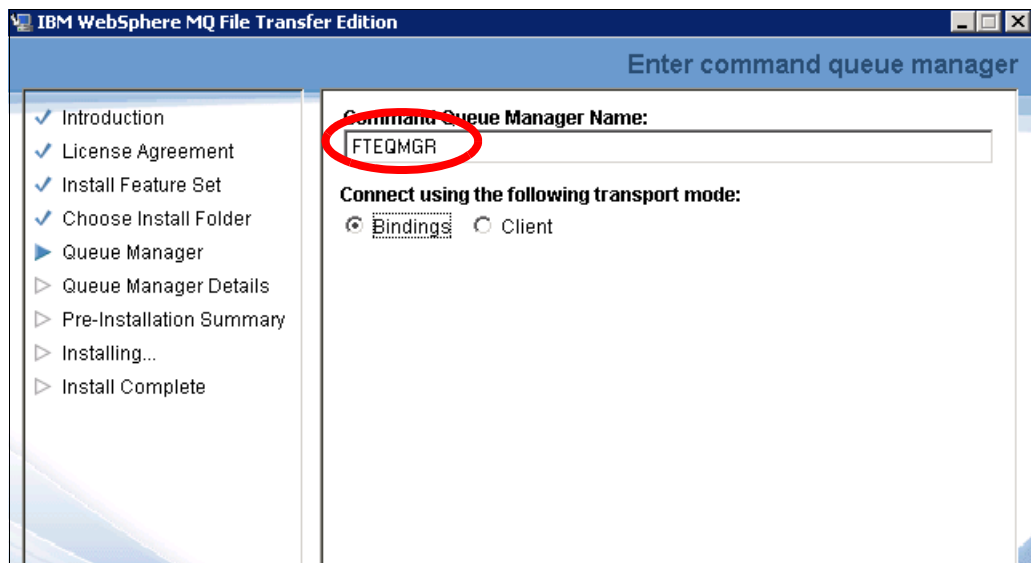 IBM WebSphere MQ File Transfer Edition
Enter command queue manager
Introduction
License Agreement
Install Feature Set
Choose Install Folder
Queue Manager
Queue Manager Details
Pre-Installation Summary
Installing...
Install Complete
Command Queue Manager Name:
FTEQMGR
Connect using the following transport mode:
Bindings Client